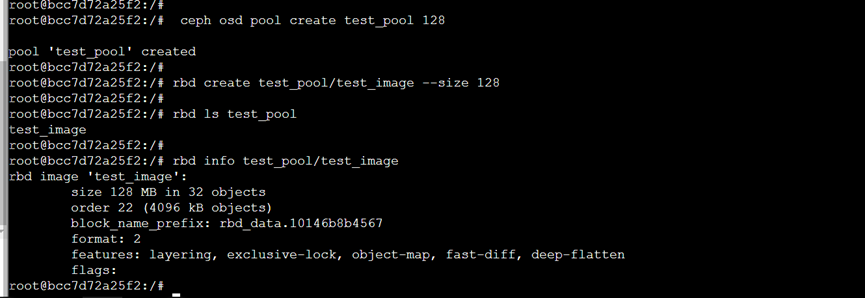 root@bcc7d72a25f2:/#
root@bcc7d72a25f2:/#  ceph osd pool create test_pool 128
pool 'test_pool' created
root@bcc7d72a25f2:/#
root@bcc7d72a25f2:/# rbd create test_pool/test_image --size 128
root@bcc7d72a25f2:/#
root@bcc7d72a25f2:/# rbd ls test_pool
test_image
root@bcc7d72a25f2:/#
root@bcc7d72a25f2:/# rbd info test_pool/test_image
rbd image 'test_image':
        size 128 MB in 32 objects
        order 22 (4096 kB objects)
        block_name_prefix: rbd_data.10146b8b4567
        format: 2
        features: layering, exclusive-lock, object-map, fast-diff, deep-flatten
        flags:
root@bcc7d72a25f2:/#